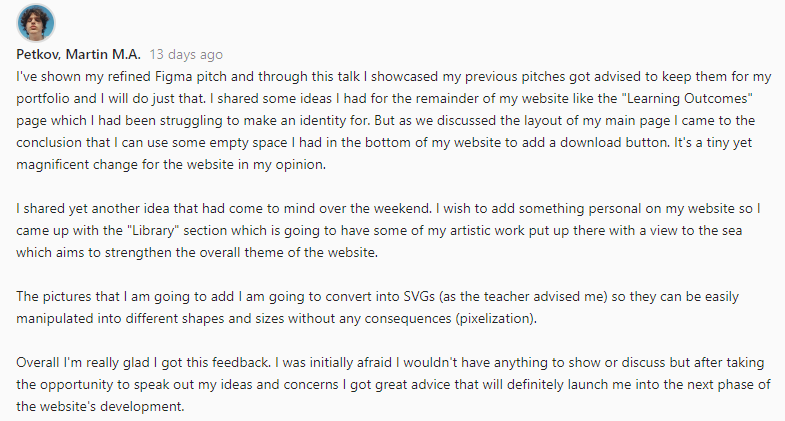 Petkov, Martin M.A. 13 days ago
I've shown my refined Figma pitch and through this talk I showcased my previous pitches got advised to keep them for my
portfolio and I will do just that. I shared some ideas I had for the remainder of my website like the "Learning Outcomes"
page which I had been struggling to make an identity for. But as we discussed the layout of my main page I came to the
conclusion that I can use some empty space I had in the bottom of my website to add a download button. It's a tiny yet
magnificent change for the website in my opinion.
I shared yet another idea that had come to mind over the weekend. I wish to add something personal on my website so I
came up with the "Library" section which is going to have some of my artistic work put up there with a view to the sea
which aims to strengthen the overall theme of the website.
The pictures that I am going to add I am going to convert into SVGs (as the teacher advised me) so they can be easily
manipulated into different shapes and sizes without any consequences (pixelization).
Overall I'm really glad I got this feedback. I was initially afraid I wouldn't have anything to show or discuss but after taking
the opportunity to speak out my ideas and concerns I got great advice that will definitely launch me into the next phase of
the website's development.